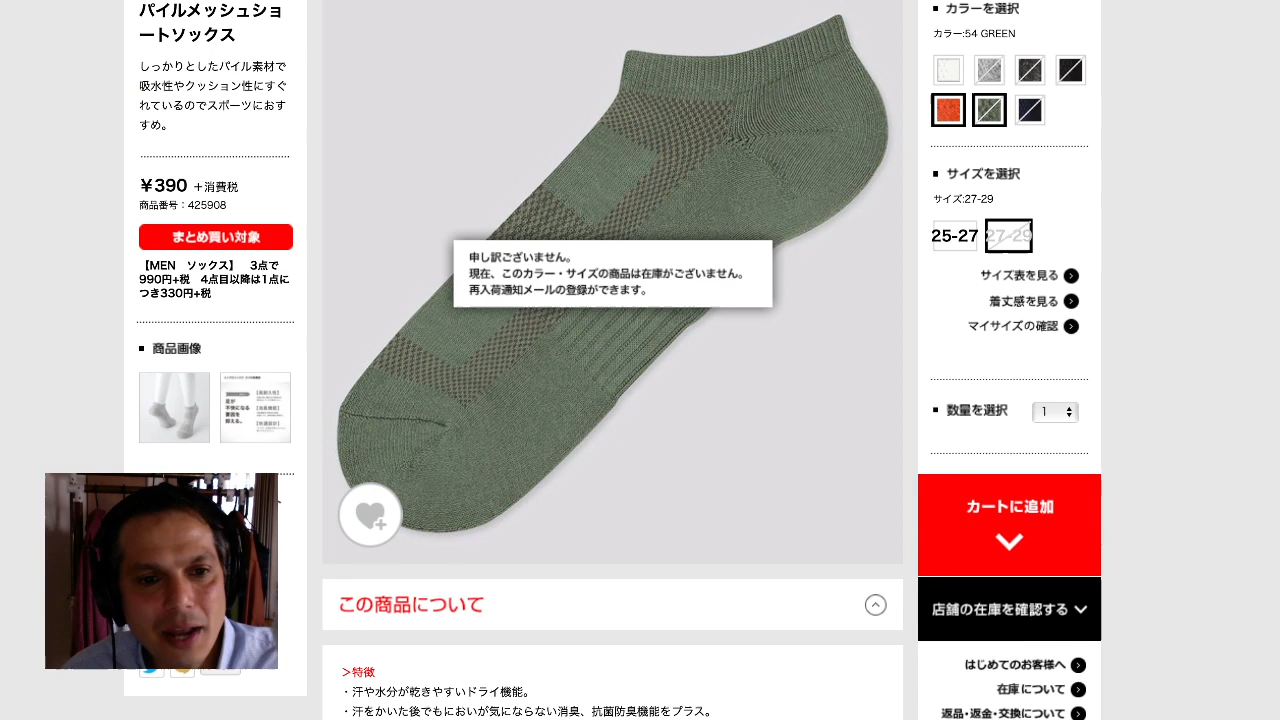 パイルメッシュショ
ートソックス
しっかりとしたパイル素材で
吸水性やクッション性にすぐ
れているのでスポーツにおす
すめ。
¥390 +消費税
商品番号：425908
まとめ買い対象
【MEN　ソックス】　3点で
990円+税　4点目以降は1点に
つき330円+税
商品画像
足が
不快になる
要因を
抑える。
申し訳ございません。
現在、このカラー・サイズの商品は在庫がございません。
再入荷通知メールの登録ができます。
この商品について
＞特徴
・汗や水分が乾きやすいドライ機能。
・汗をかいた後でもにおいが気にならない消臭、抗菌防臭機能をプラス。
カラーを選択
カラー:54 GREEN
サイズを選択
サイズ:27-29
25-27 27-29
サイズ表を見る
着丈感を見る
マイサイズの確認
数量を選択 1
カートに追加
店舗の在庫を確認する
はじめてのお客様へ
在庫について
返品・返金・交換について